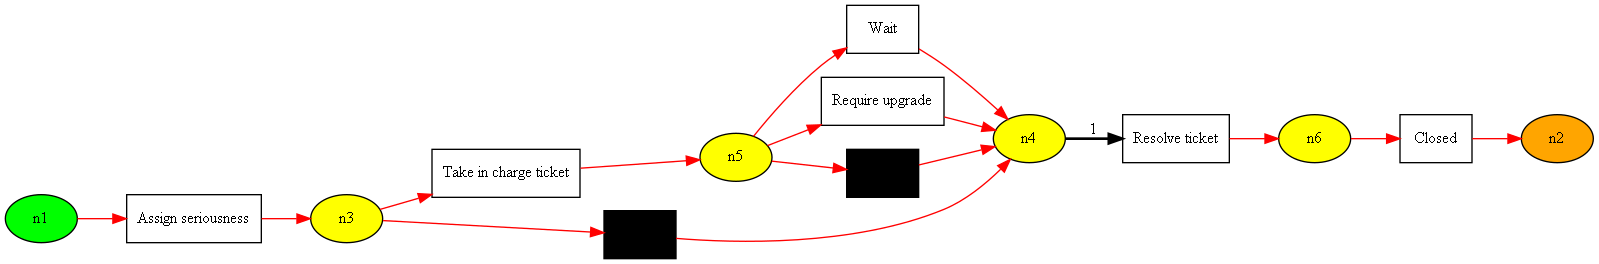 n1
Assign seriousness
n3
Take in charge ticket
n5
Wait
Require upgrade
n4
1
Resolve ticket
n6
Closed
n2